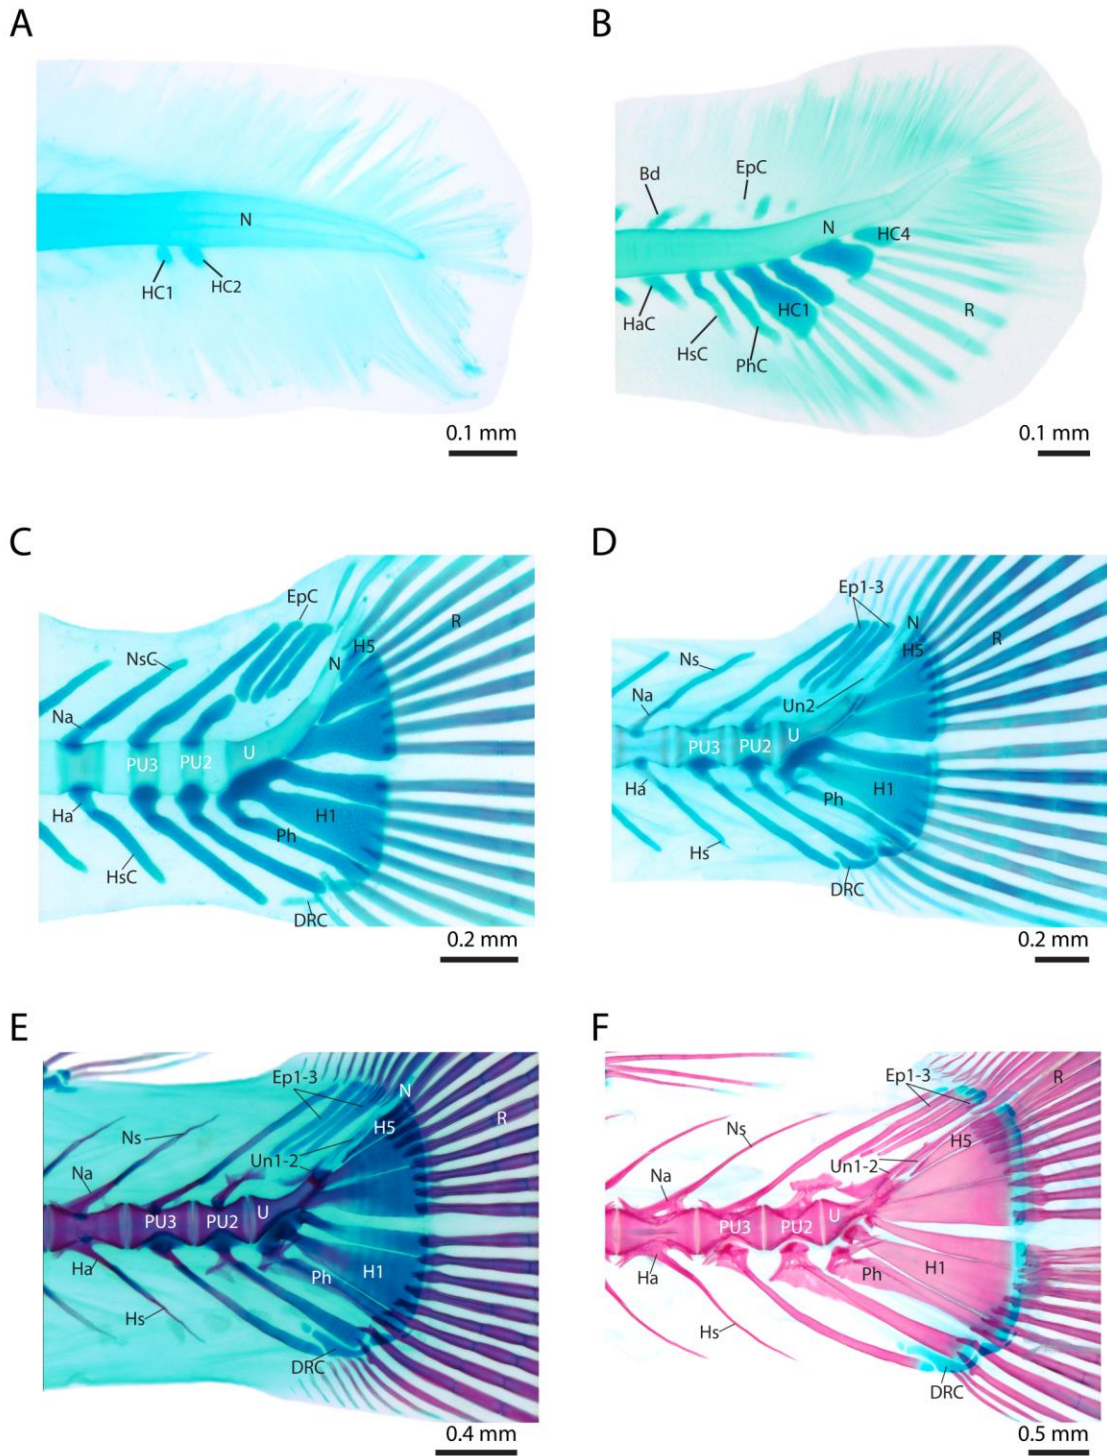 A
N
HC1
HC2
0.1 mm
B
Bd
EpC
N
HC4
HaC
HC1
R
HsC
PhC
0.1 mm
C
EpC
R
NsC
H5
N
Na
PU3
PU2
U
Ha
H1
Ph
HsC
DRC
0.2 mm
D
Ep1-3
N
R
Ns
H5
Na
Un2
PU3
PU2
U
Ha
Ph
H1
Hs
DRC
0.2 mm
E
Ep1-3
N
Ns
H5
R
Na
Un1-2
PU3
PU2
U
Ha
Ph
H1
Hs
DRC
0.4 mm
F
Ep1-3
R
Ns
H5
Na
Un1-2
PU3
PU2
U
Ha
Ph
H1
Hs
DRC
0.5 mm